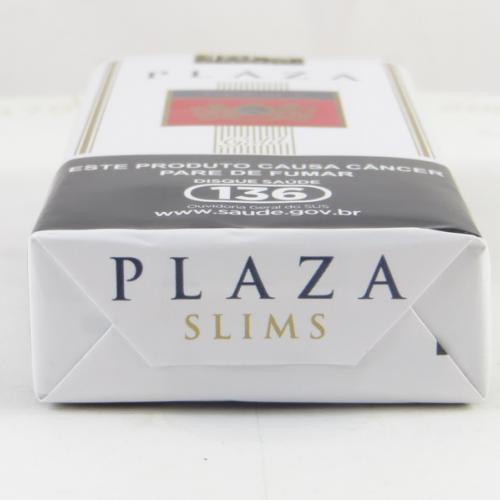 PLAZA
ESTE PRODUTO CAUSA CÂNCER
PARE DE FUMAR
DISQUE SAÚDE
136
Ouvidoria Geral do SUS
www.saude.gov.br
PLAZA
SLIMS